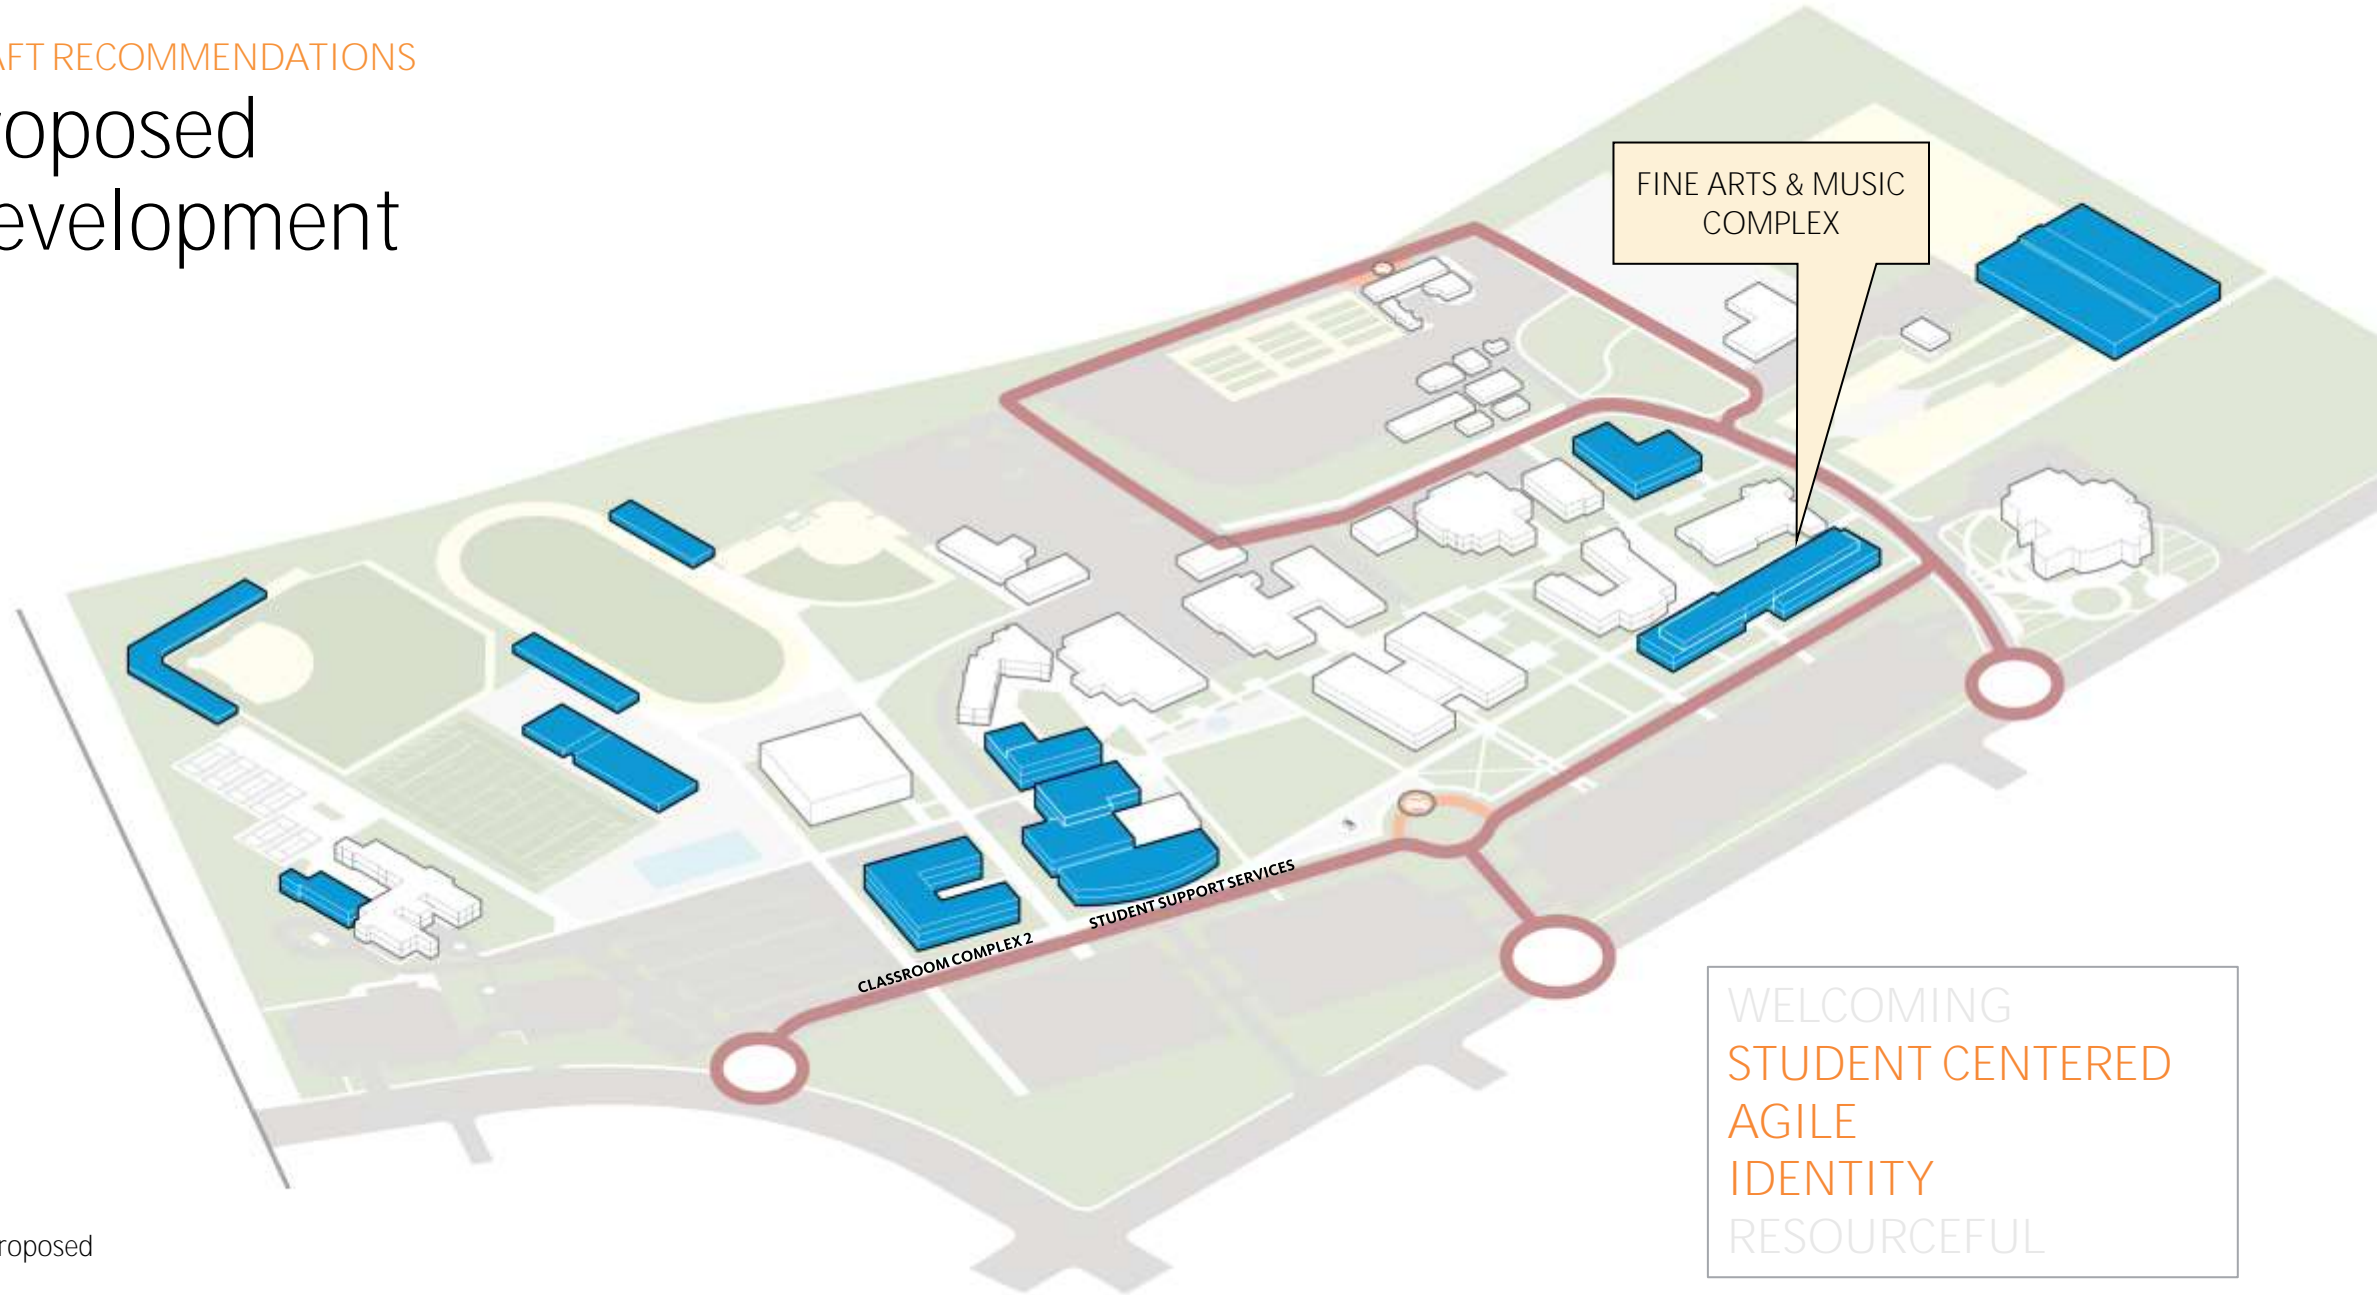 AFT RECOMMENDATIONS
roposed
evelopment
FINE ARTS & MUSIC
COMPLEX
STUDENT SUPPORT SERVICES
CLASSROOM COMPLEX 2
WELCOMING
STUDENT CENTERED
AGILE
IDENTITY
RESOURCEFUL
roposed